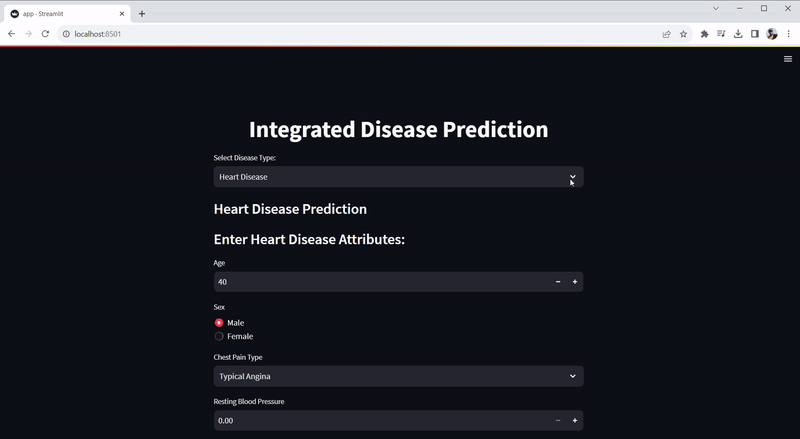 app · Streamlit
localhost:8501
Integrated Disease Prediction
Select Disease Type:
Heart Disease
Heart Disease Prediction
Enter Heart Disease Attributes:
Age
40
Sex
Male
Female
Chest Pain Type
Typical Angina
Resting Blood Pressure
0.00